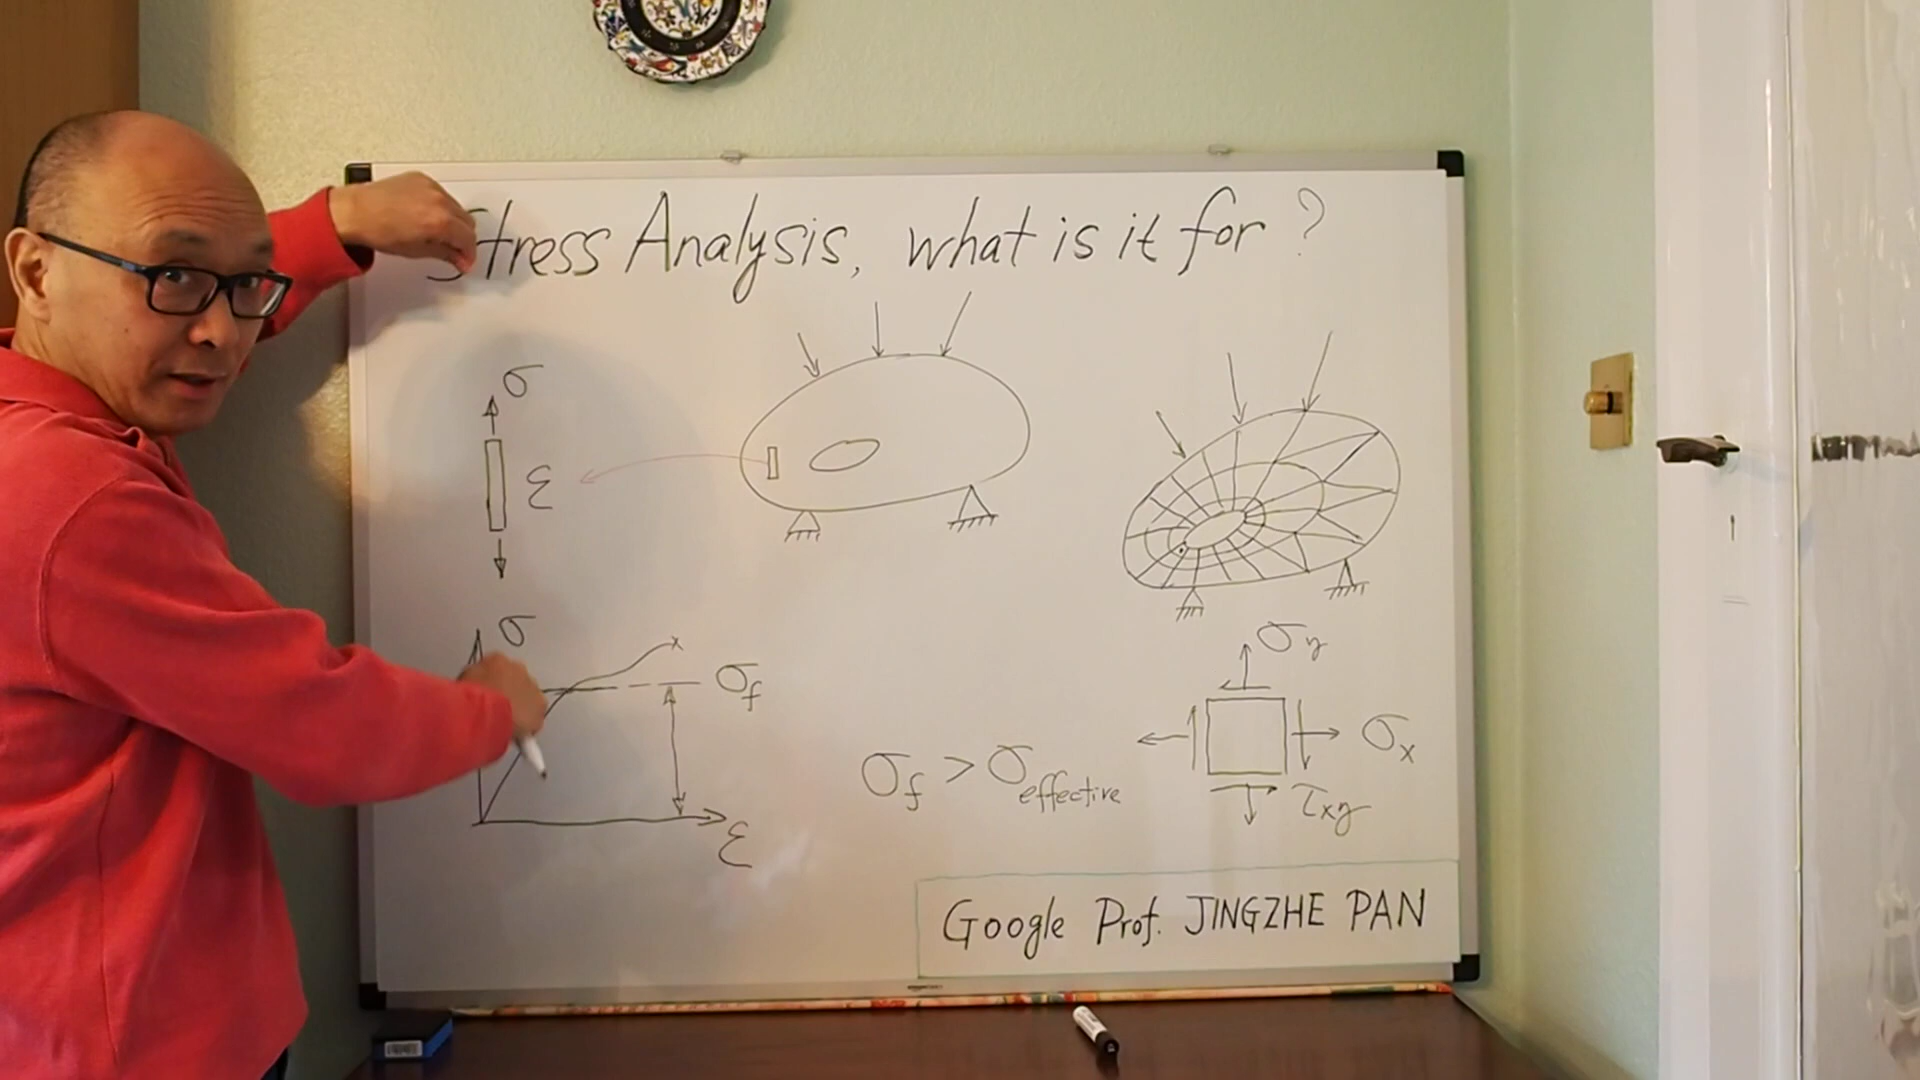 Stress Analysis, what is it for ?
σ
ε
σ
σf
ε
σf > σeffective
σy
σx
τxy
Google Prof. JINGZHE PAN